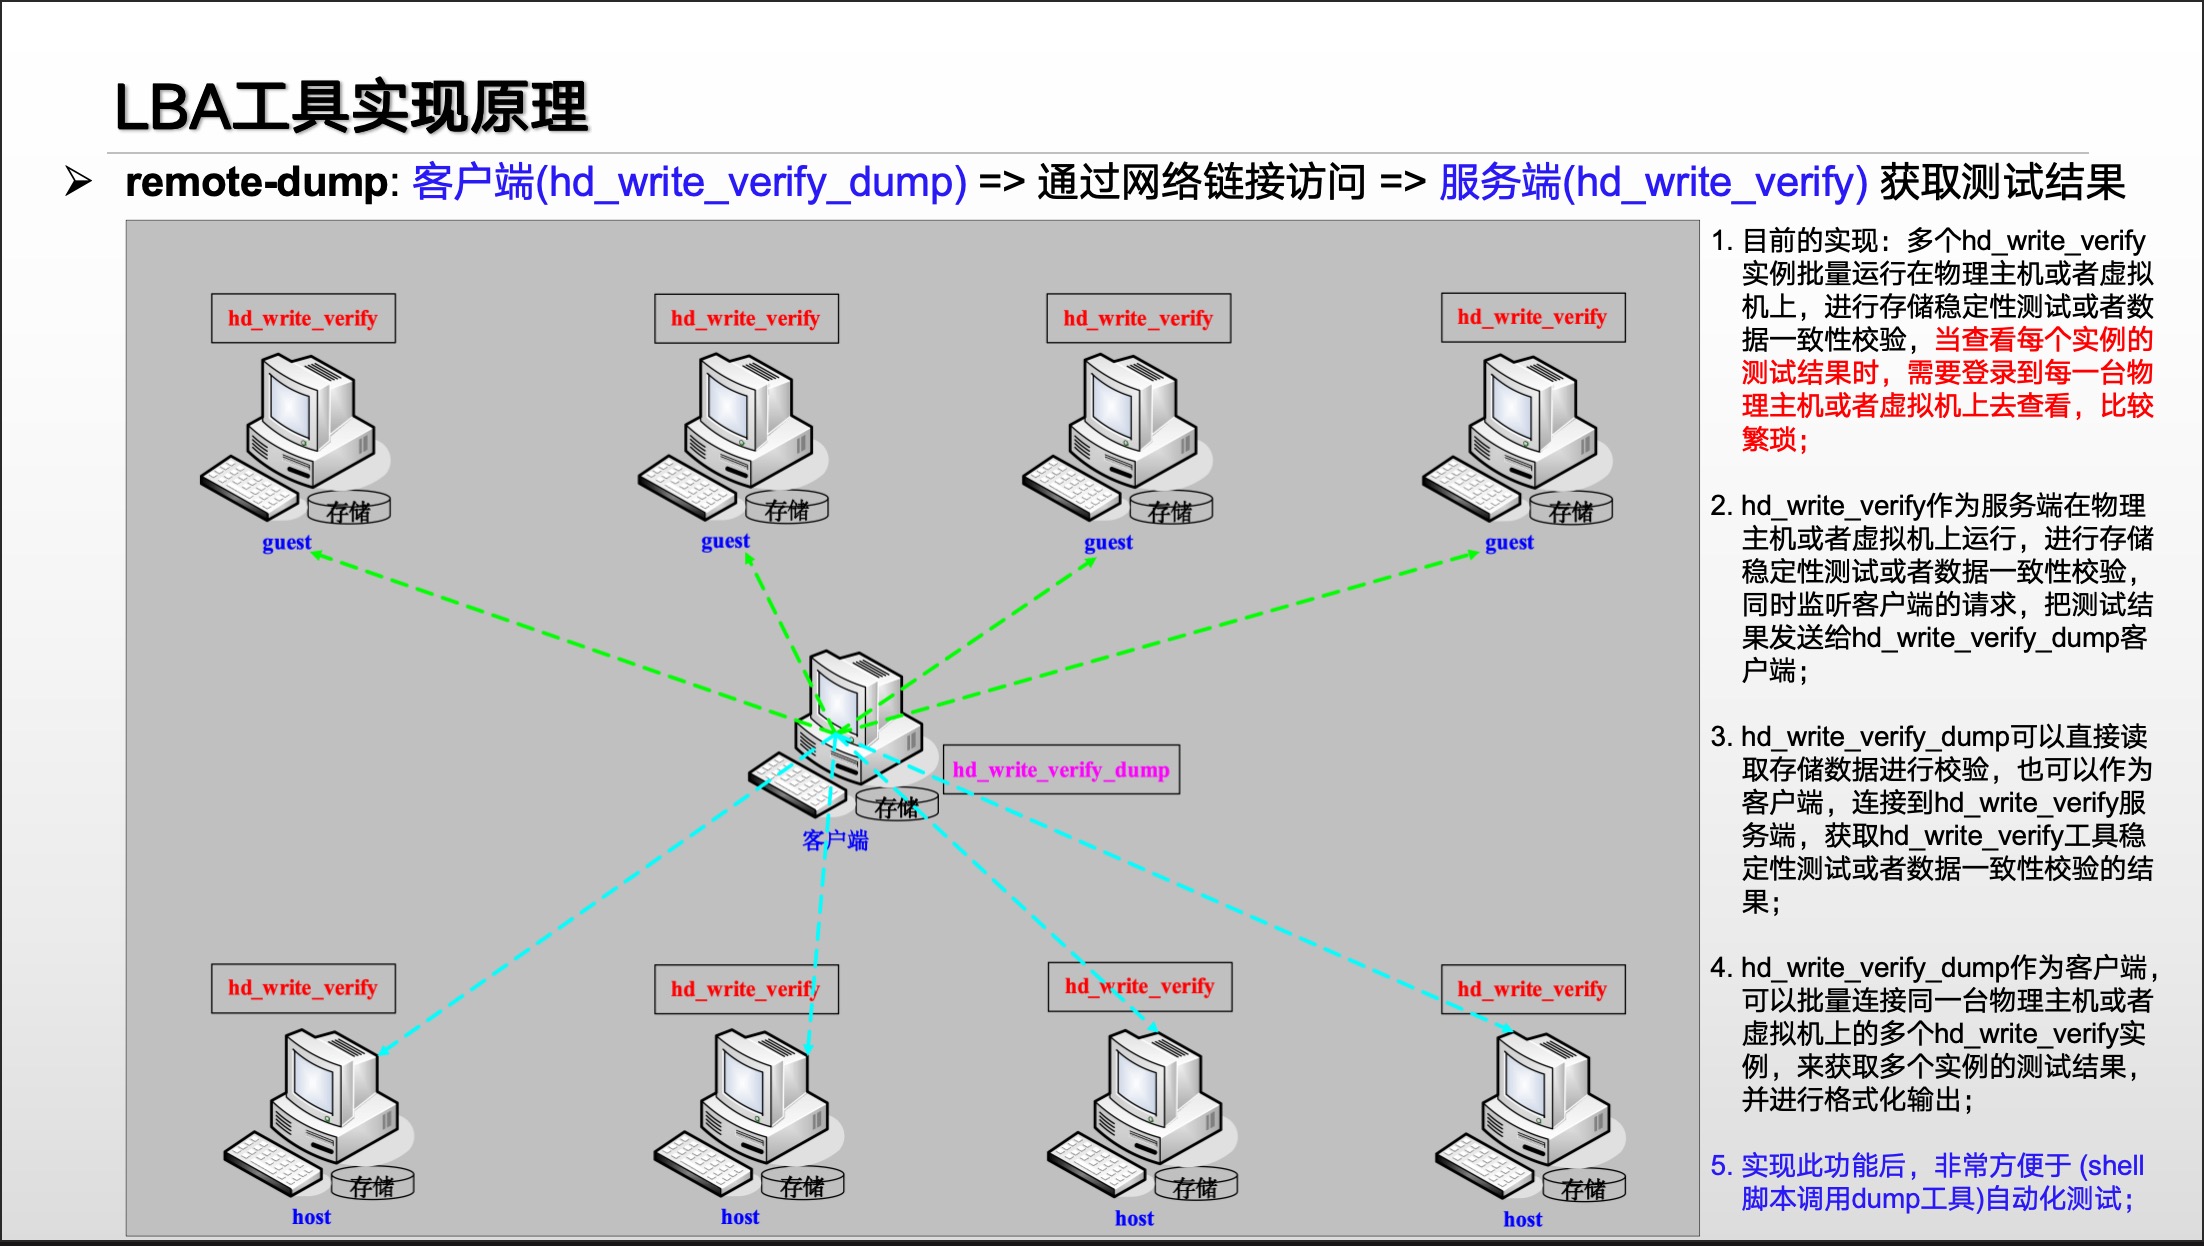 LBA工具实现原理
remote-dump: 客户端(hd_write_verify_dump) => 通过网络链接访问 => 服务端(hd_write_verify) 获取测试结果
hd_write_verify
hd_write_verify
hd_write_verify
hd_write_verify
存储
存储
存储
存储
guest
guest
guest
guest
hd_write_verify_dump
存储
客户端
hd_write_verify
hd_write_verify
hd_write_verify
hd_write_verify
存储
存储
存储
存储
host
host
host
host
1. 目前的实现：多个hd_write_verify
实例批量运行在物理主机或者虚拟
机上，进行存储稳定性测试或者数
据一致性校验，当查看每个实例的
测试结果时，需要登录到每一台物
理主机或者虚拟机上去查看，比较
繁琐；
2. hd_write_verify作为服务端在物理
主机或者虚拟机上运行，进行存储
稳定性测试或者数据一致性校验，
同时监听客户端的请求，把测试结
果发送给hd_write_verify_dump客
户端；
3. hd_write_verify_dump可以直接读
取存储数据进行校验，也可以作为
客户端，连接到hd_write_verify服
务端，获取hd_write_verify工具稳
定性测试或者数据一致性校验的结
果；
4. hd_write_verify_dump作为客户端，
可以批量连接同一台物理主机或者
虚拟机上的多个hd_write_verify实
例，来获取多个实例的测试结果，
并进行格式化输出；
5. 实现此功能后，非常方便于 (shell
脚本调用dump工具)自动化测试；